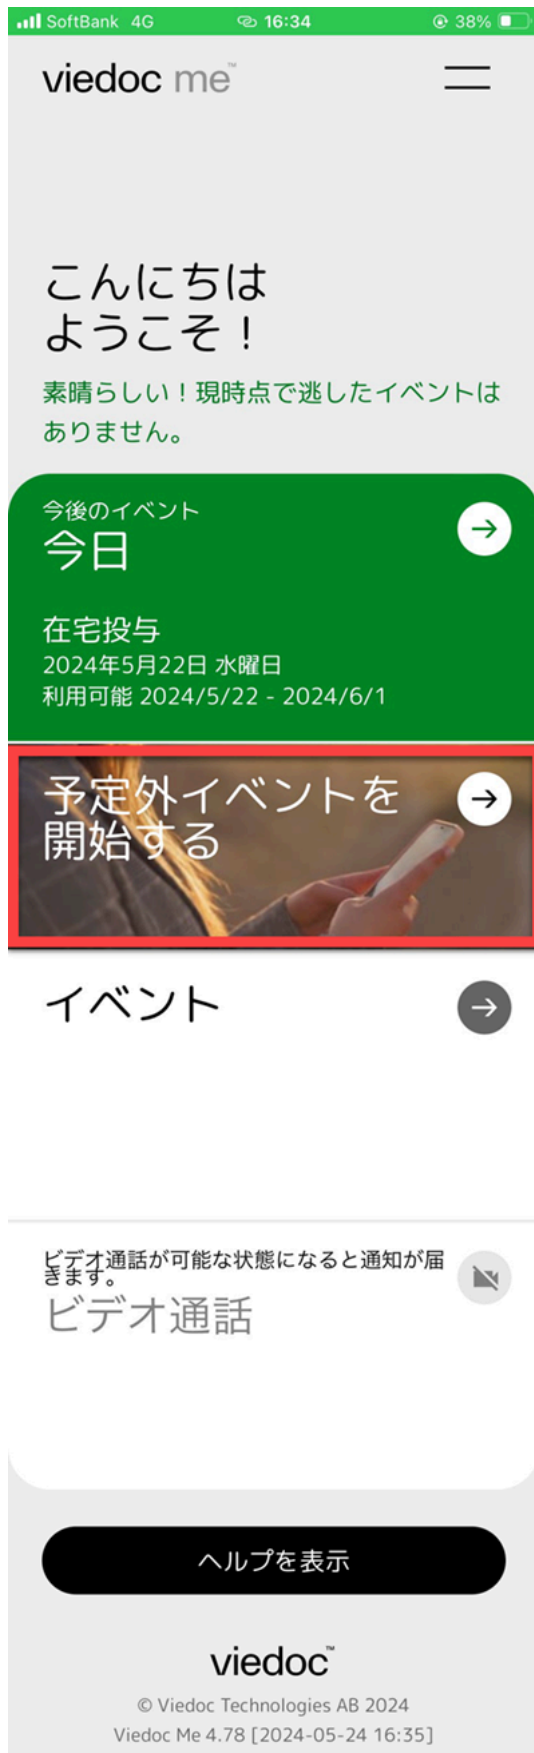 SoftBank 4G 16:34 38%
viedoc me™
こんにちは
ようこそ！
素晴らしい！現時点で逃したイベントは
ありません。
今後のイベント
今日
在宅投与
2024年5月22日 水曜日
利用可能 2024/5/22 - 2024/6/1
予定外イベントを
開始する
イベント
ビデオ通話が可能な状態になると通知が届
きます。
ビデオ通話
ヘルプを表示
viedoc™
© Viedoc Technologies AB 2024
Viedoc Me 4.78 [2024-05-24 16:35]